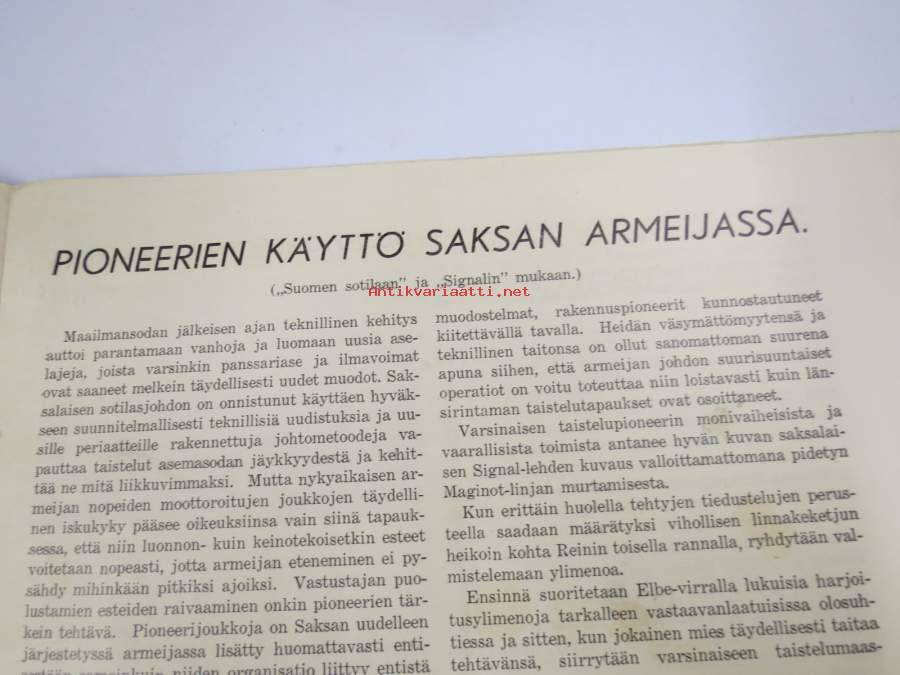 PIONEERIEN KÄYTTÖ SAKSAN ARMEIJASSA.
(„Suomen sotilaan” ja „Signalin” mukaan.)
Antikvariaatti.net
Maailmansodan jälkeisen ajan teknillinen kehitys
auttoi parantamaan vanhoja ja luomaan uusia ase-
lajeja, joista varsinkin panssariase ja ilmavoimat
ovat saaneet melkein täydellisesti uudet muodot. Sak-
salaisen sotilasjohdon on onnistunut käyttäen hyväk-
seen suunnitelmallisesti teknillisiä uudistuksia ja uu-
sille periaatteille rakennettuja johtometoodeja va-
pauttaa taistelut asemasodan jäykkyydestä ja kehit-
tää ne mitä liikkuvimmaksi. Mutta nykyaikaisen ar-
meijan nopeiden moottoroitujen joukkojen täydelli-
nen iskukyky pääsee oikeuksiinsa vain siinä tapauk-
sessa, että niin luonnon- kuin keinotekoisetkin esteet
voitetaan nopeasti, jotta armeijan eteneminen ei py-
sähdy mihinkään pitkiksi ajoiksi. Vastustajan puo-
lustamien esteiden raivaaminen onkin pioneerien tär-
kein tehtävä. Pioneerijoukkoja on Saksan uudelleen
järjestetyssä armeijassa lisätty huomattavasti enti-
sestään samoinkuin niiden organisatio liittyy entistä
muodostelmat, rakennuspioneerit kunnostautuneet
kiitettävällä tavalla. Heidän väsymättömyytensä ja
teknillinen taitonsa on ollut sanomattoman suurena
apuna siihen, että armeijan johdon suurisuuntaiset
operatiot on voitu toteuttaa niin loistavasti kuin län-
sirintaman taistelutapaukset ovat osoittaneet.
Varsinaisen taistelupioneerin monivaiheisista ja
vaarallisista toimista antanee hyvän kuvan saksalai-
sen Signal-lehden kuvaus valloittamattomana pidetyn
Maginot-linjan murtamisesta.
Kun erittäin huolella tehtyjen tiedustelujen perus-
teella saadaan määrätyksi vihollisen linnakeketjun
heikoin kohta Reinin toisella rannalla, ryhdytään val-
mistelemaan ylimenoa.
Ensinnä suoritetaan Elbe-virralla lukuisia harjoi-
tusylimenoja tarkalleen vastaavanlaatuisissa olosuh-
tiessa ja sitten, kun jokainen mies täydellisesti taitaa
tehtävänsä, siirrytään varsinaiseen taistelumaas-